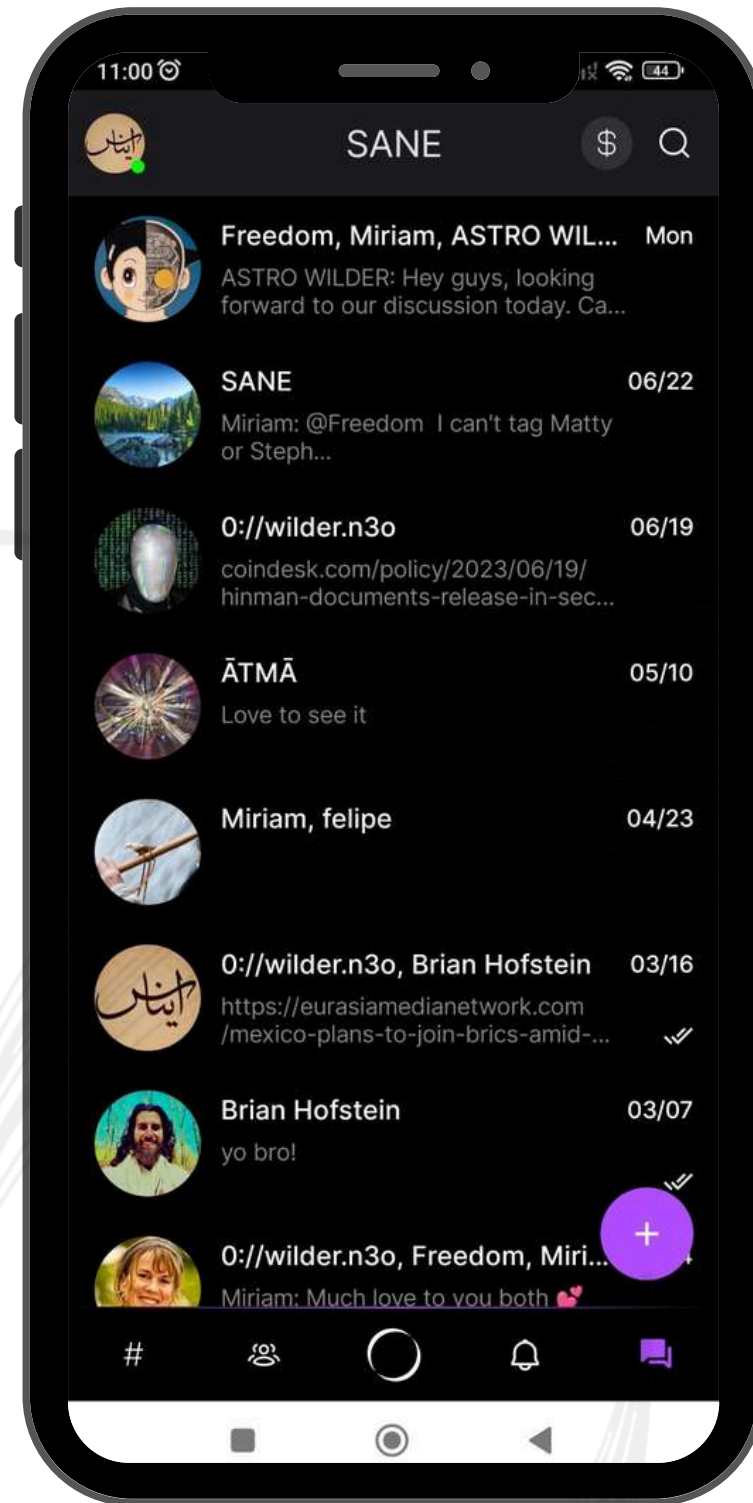 11:00
44
ایناس
SANE
$
Freedom, Miriam, ASTRO WIL... Mon
ASTRO WILDER: Hey guys, looking
forward to our discussion today. Ca...
SANE 06/22
Miriam: @Freedom I can't tag Matty
or Steph...
0://wilder.n3o 06/19
coindesk.com/policy/2023/06/19/
hinman-documents-release-in-sec...
ĀTMĀ 05/10
Love to see it
Miriam, felipe 04/23
0://wilder.n3o, Brian Hofstein 03/16
ایناس
https://eurasiamedianetwork.com
/mexico-plans-to-join-brics-amid-...
Brian Hofstein 03/07
yo bro!
0://wilder.n3o, Freedom, Miri...
Miriam: Much love to you both 💕
#